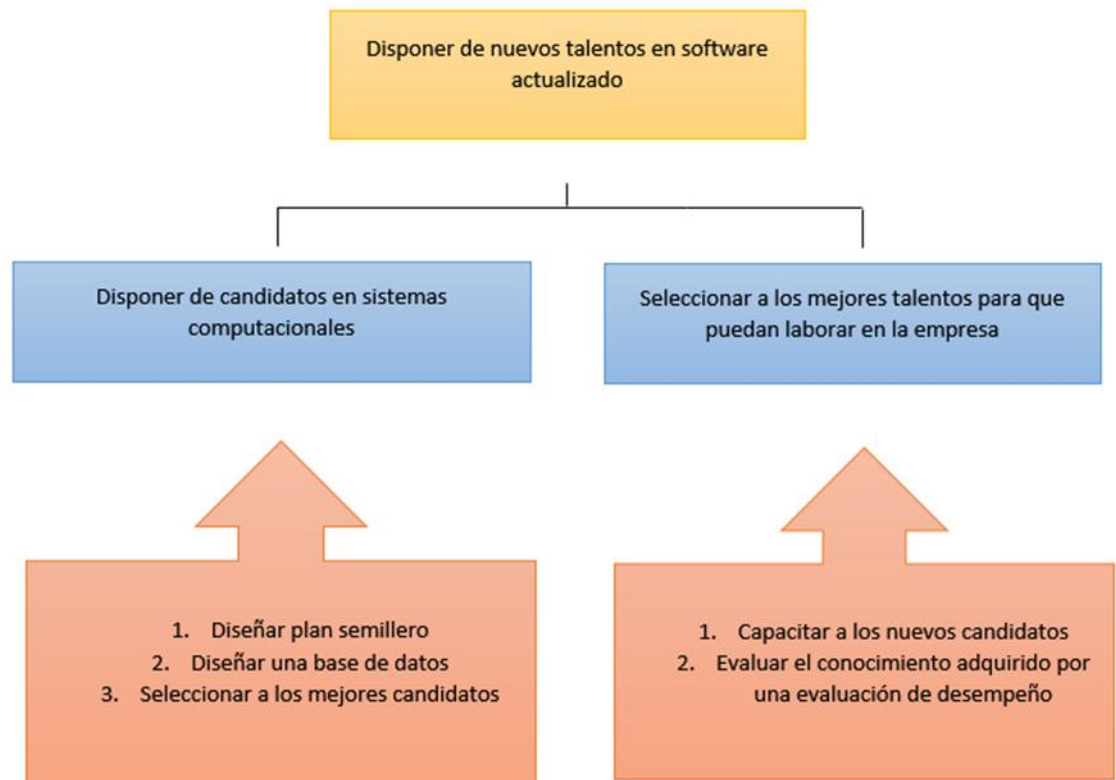 Disponer de nuevos talentos en software
actualizado
Disponer de candidatos en sistemas
computacionales
Seleccionar a los mejores talentos para que
puedan laborar en la empresa
1. Diseñar plan semillero
2. Diseñar una base de datos
3. Seleccionar a los mejores candidatos
1. Capacitar a los nuevos candidatos
2. Evaluar el conocimiento adquirido por
una evaluación de desempeño